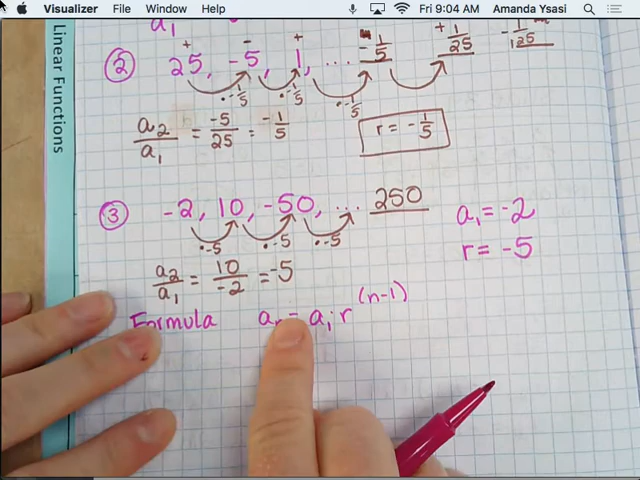 Visualizer File Window Help Fri 9:04 AM Amanda Ysasi
Linear Functions
a₁
+ - +
② 25, -5, 1, ... -1/5 +1/25 -1/125
·-1/5 ·-1/5 ·-1/5
a₂/a₁ = -5/25 = -1/5 r = -1/5
③ -2, 10, -50, ... 250 a₁ = -2
·-5 ·-5 ·-5 r = -5
a₂/a₁ = 10/-2 = -5
Formula aₙ = a₁·r^(n-1)